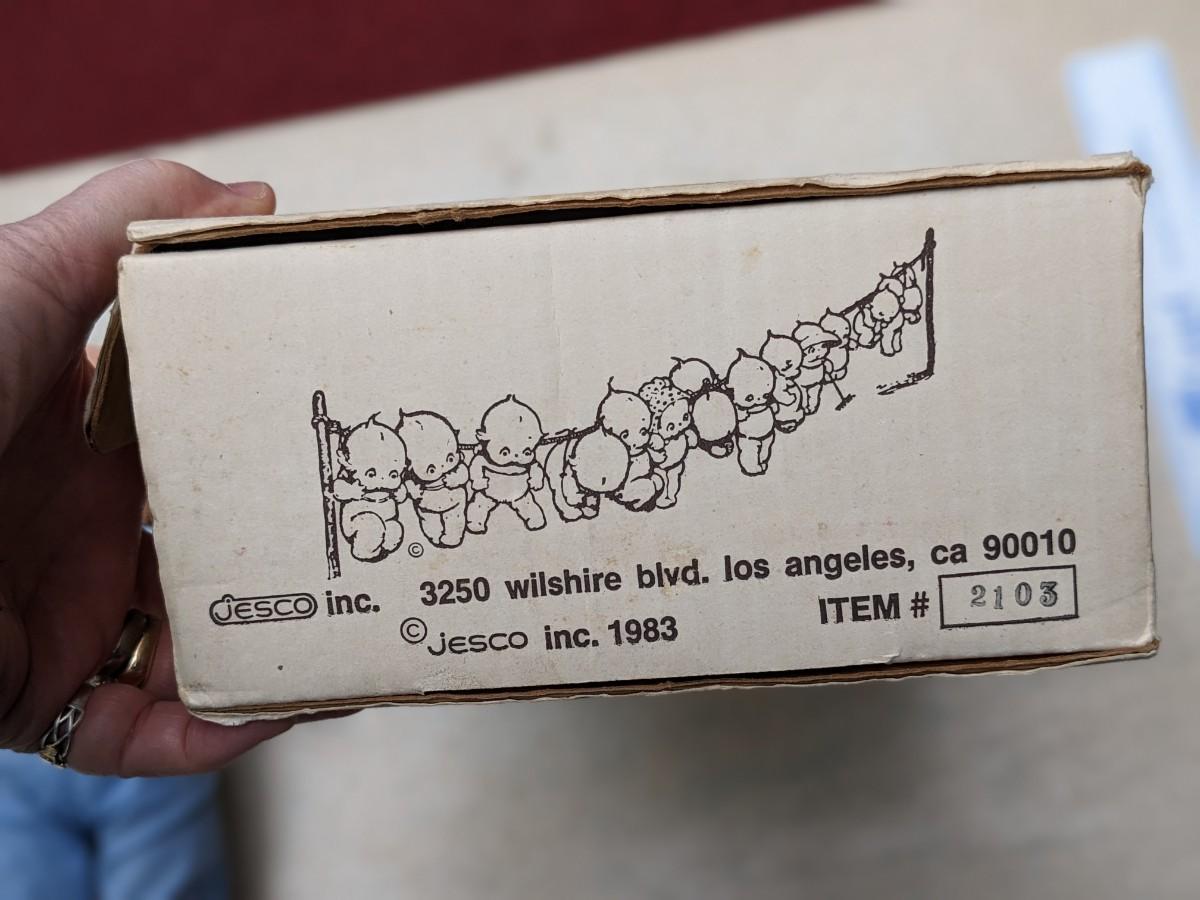 ©
JESCO inc. 3250 wilshire blvd. los angeles, ca 90010
© jesco inc. 1983 ITEM # 2103